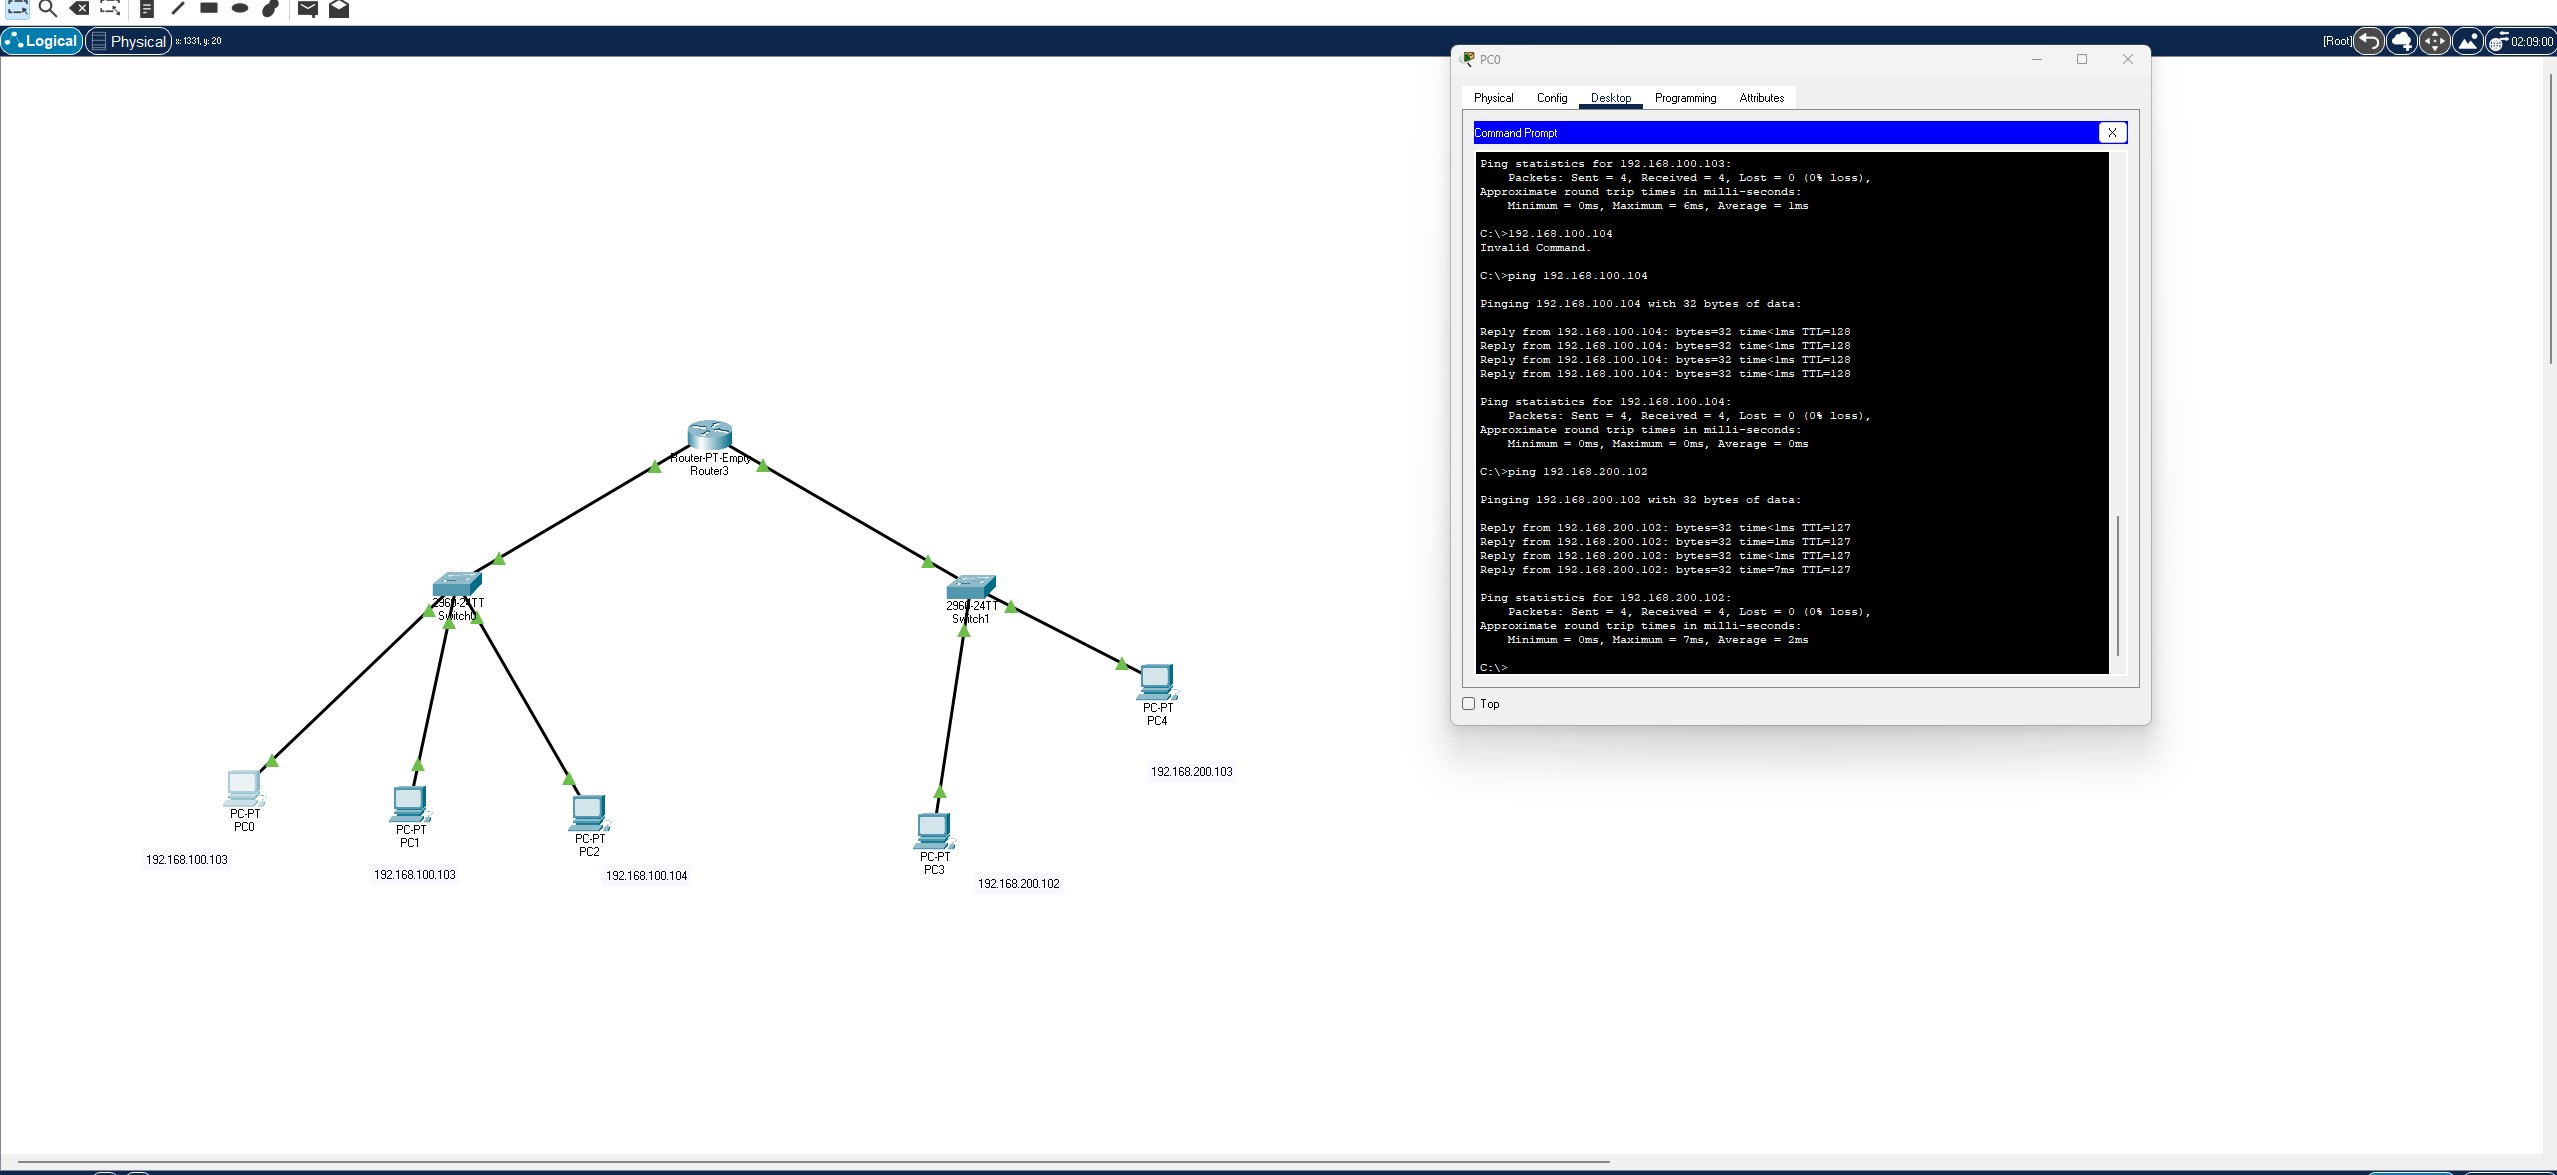 Logical
Physical
x: 1331, y: 20
[Root]
02:09:00
PC0
Physical
Config
Desktop
Programming
Attributes
Command Prompt
X
Ping statistics for 192.168.100.103:
Packets: Sent = 4, Received = 4, Lost = 0 (0% loss),
Approximate round trip times in milli-seconds:
Minimum = 0ms, Maximum = 6ms, Average = 1ms
C:\>192.168.100.104
Invalid Command.
C:\>ping 192.168.100.104
Pinging 192.168.100.104 with 32 bytes of data:
Reply from 192.168.100.104: bytes=32 time<1ms TTL=128
Reply from 192.168.100.104: bytes=32 time<1ms TTL=128
Reply from 192.168.100.104: bytes=32 time<1ms TTL=128
Reply from 192.168.100.104: bytes=32 time<1ms TTL=128
Ping statistics for 192.168.100.104:
Packets: Sent = 4, Received = 4, Lost = 0 (0% loss),
Approximate round trip times in milli-seconds:
Minimum = 0ms, Maximum = 0ms, Average = 0ms
C:\>ping 192.168.200.102
Pinging 192.168.200.102 with 32 bytes of data:
Reply from 192.168.200.102: bytes=32 time<1ms TTL=127
Reply from 192.168.200.102: bytes=32 time=1ms TTL=127
Reply from 192.168.200.102: bytes=32 time<1ms TTL=127
Reply from 192.168.200.102: bytes=32 time=7ms TTL=127
Ping statistics for 192.168.200.102:
Packets: Sent = 4, Received = 4, Lost = 0 (0% loss),
Approximate round trip times in milli-seconds:
Minimum = 0ms, Maximum = 7ms, Average = 2ms
C:\>
Top
Router-PT-Empty
Router3
2960-24TT
Switch0
2960-24TT
Switch1
PC-PT
PC4
192.168.200.103
PC-PT
PC0
192.168.100.103
PC-PT
PC1
192.168.100.103
PC-PT
PC2
192.168.100.104
PC-PT
PC3
192.168.200.102